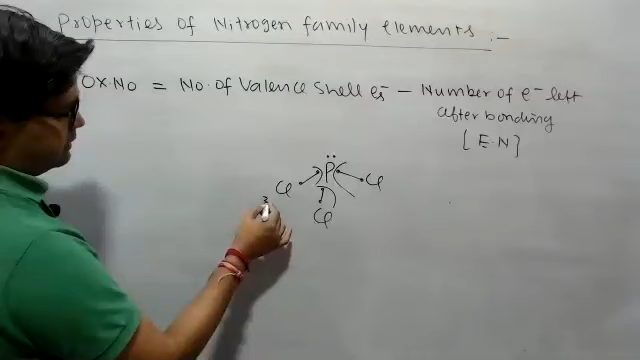 Properties of Nitrogen family elements :-
OX.NO = No. of valence shell es⁻ - Number of e⁻ left
after bonding
[E.N]
P
Cl
Cl
Cl